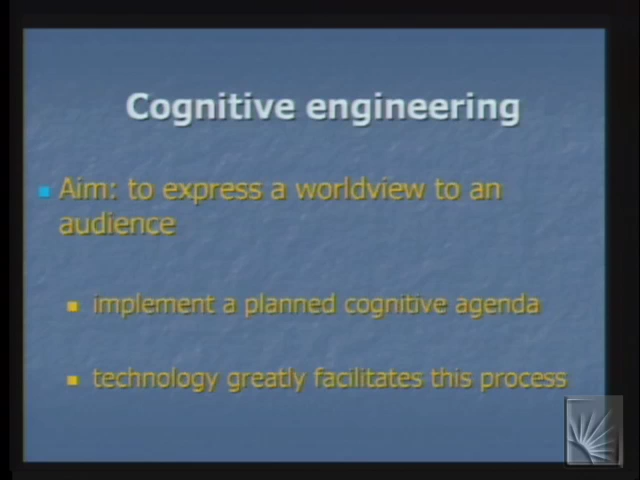 Cognitive engineering
Aim: to express a worldview to an
audience
implement a planned cognitive agenda
technology greatly facilitates this process